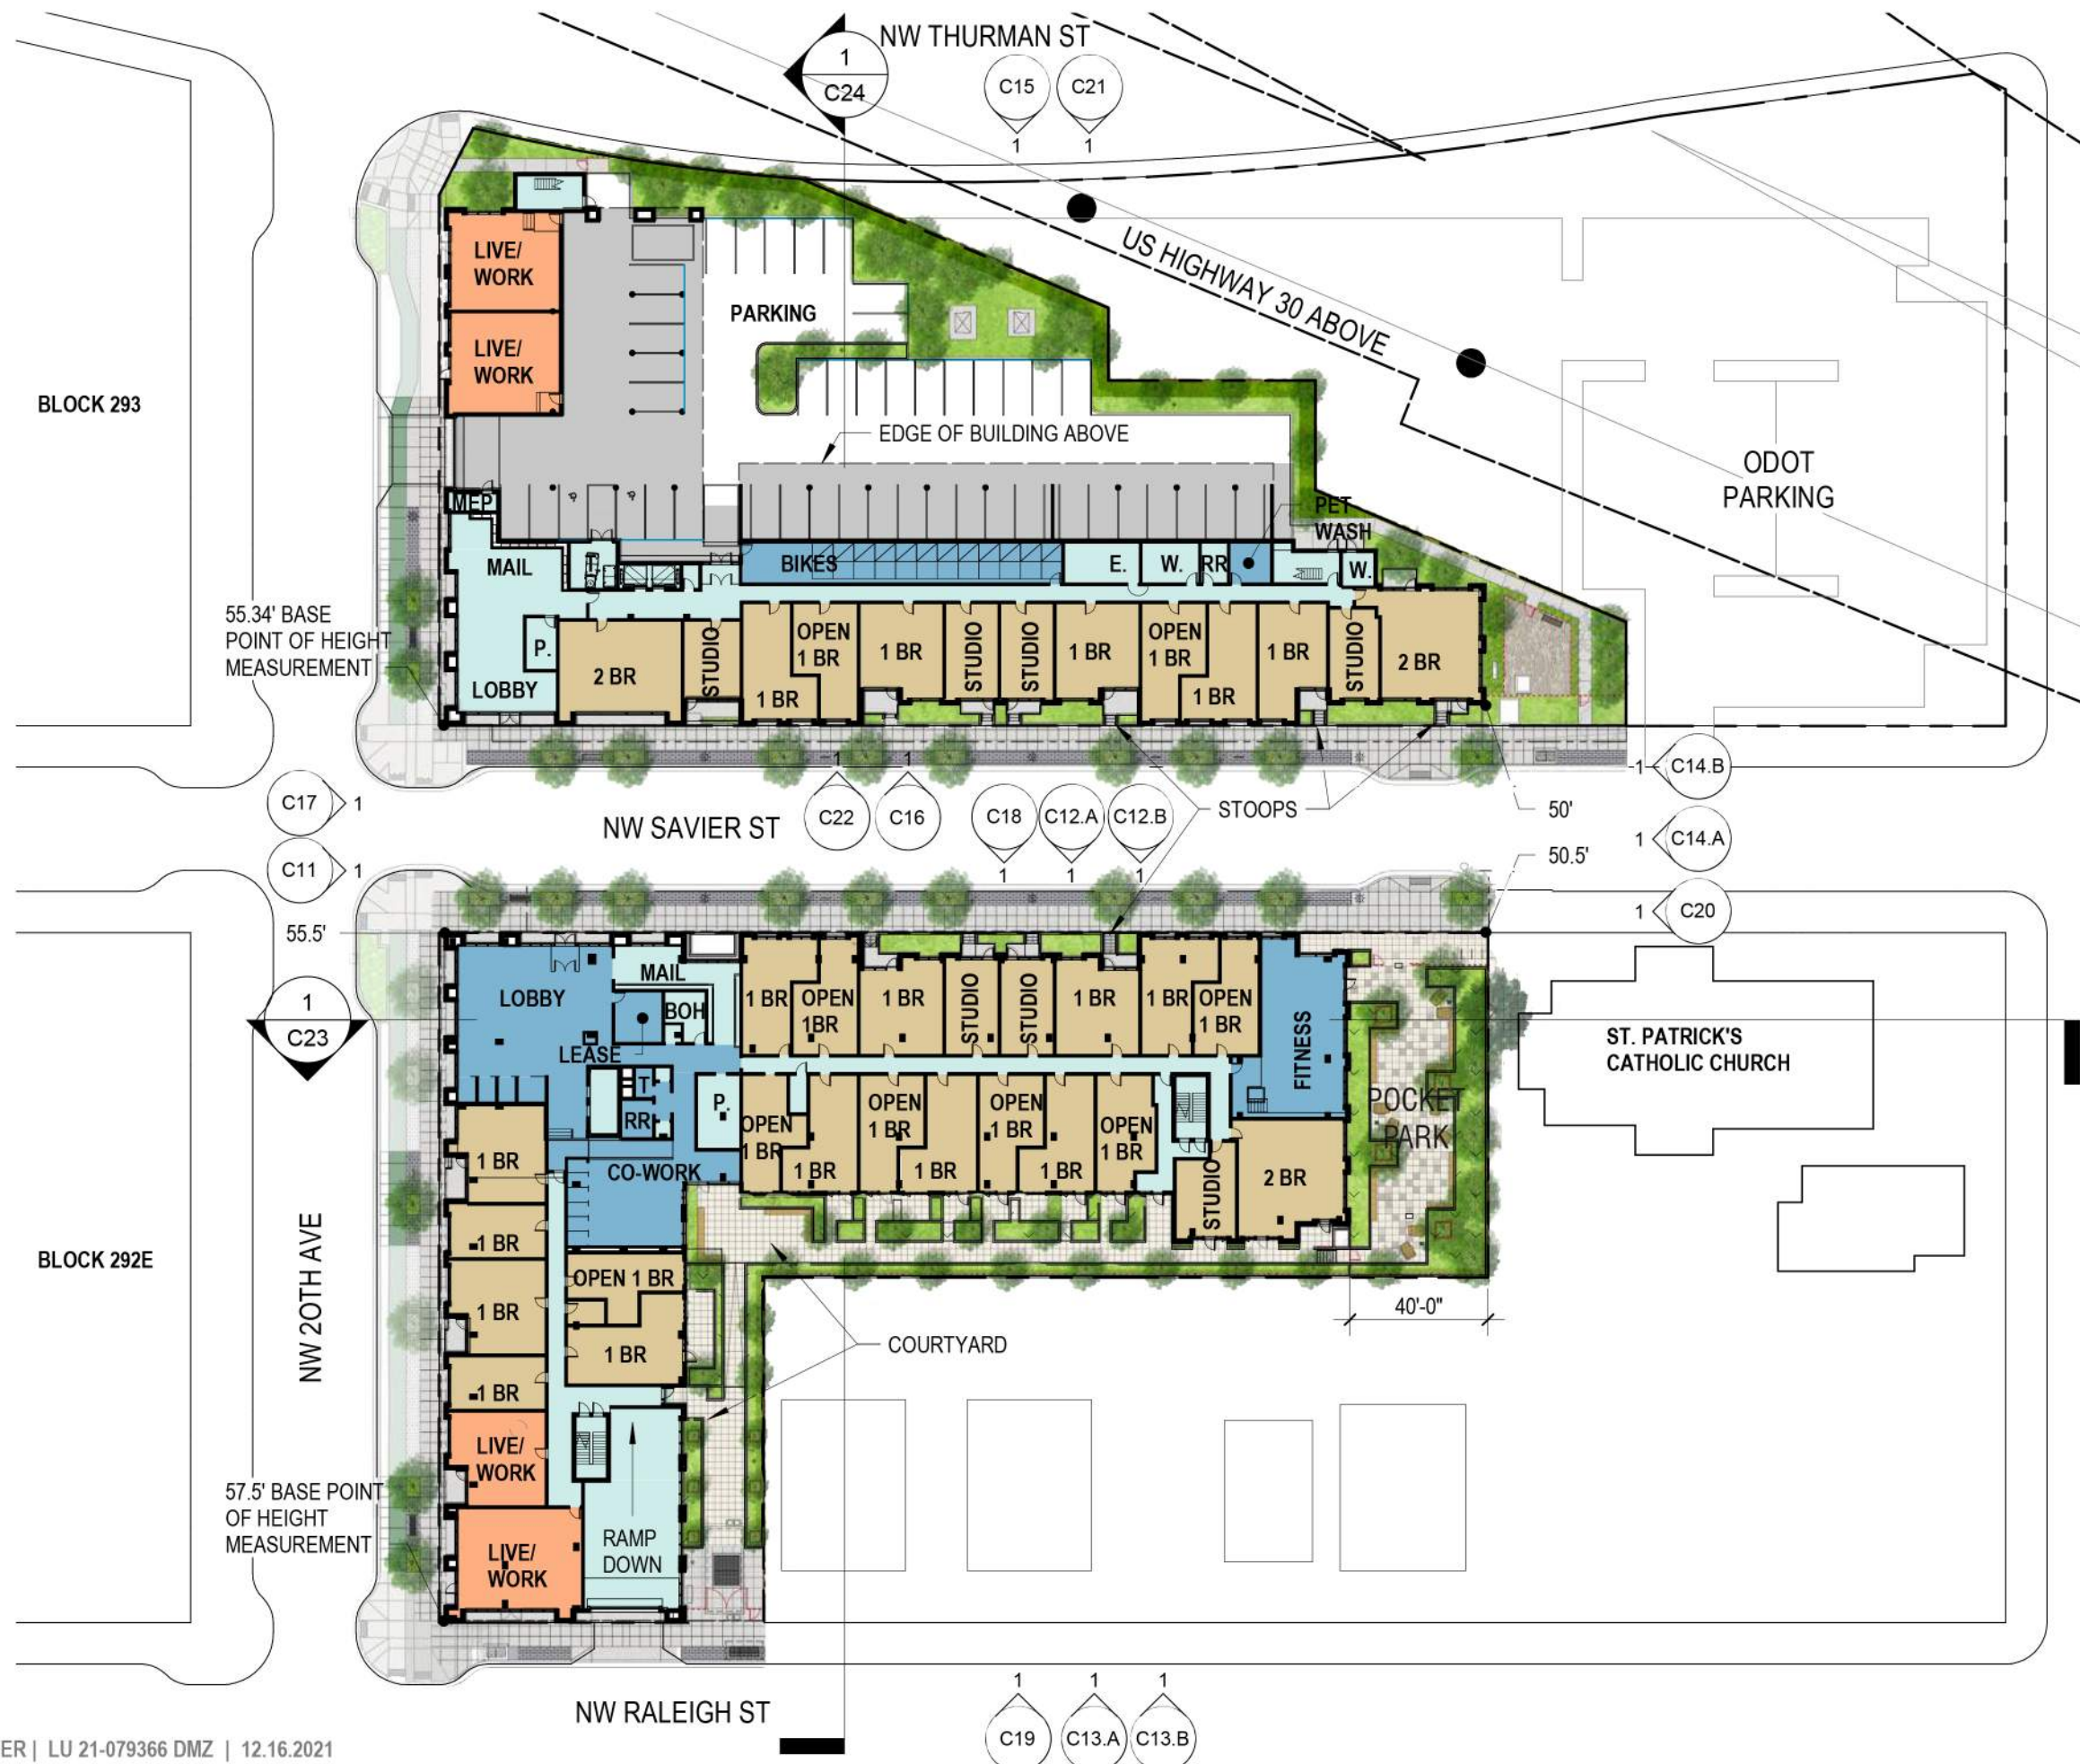 NW THURMAN ST
1
C24
C15
C21
1
1
US HIGHWAY 30 ABOVE
LIVE/
WORK
LIVE/
WORK
PARKING
BLOCK 293
EDGE OF BUILDING ABOVE
ODOT
PARKING
MEP
PET
WASH
MAIL
BIKES
E.
W.
RR
W.
55.34' BASE
POINT OF HEIGHT
MEASUREMENT
P.
LOBBY
2 BR
STUDIO
1 BR
OPEN
1 BR
1 BR
STUDIO
STUDIO
1 BR
OPEN
1 BR
1 BR
1 BR
STUDIO
2 BR
C17
1
1
C22
1
C16
NW SAVIER ST
C18
1
C12.A
1
C12.B
1
STOOPS
1
C14.B
50'
1
C14.A
50.5'
C11
1
1
C20
55.5'
1
C23
LOBBY
MAIL
BOH
LEASE
T
RR
P.
1 BR
OPEN
1BR
1 BR
STUDIO
STUDIO
1 BR
1 BR
OPEN
1 BR
FITNESS
ST. PATRICK'S
CATHOLIC CHURCH
POCKET
PARK
OPEN
1 BR
1 BR
OPEN
1 BR
1 BR
OPEN
1 BR
1 BR
OPEN
1 BR
STUDIO
2 BR
CO-WORK
1 BR
1 BR
1 BR
1 BR
OPEN 1 BR
1 BR
NW 2OTH AVE
BLOCK 292E
40'-0"
COURTYARD
LIVE/
WORK
LIVE/
WORK
RAMP
DOWN
57.5' BASE POINT
OF HEIGHT
MEASUREMENT
NW RALEIGH ST
1
C19
1
C13.A
1
C13.B
ER | LU 21-079366 DMZ | 12.16.2021